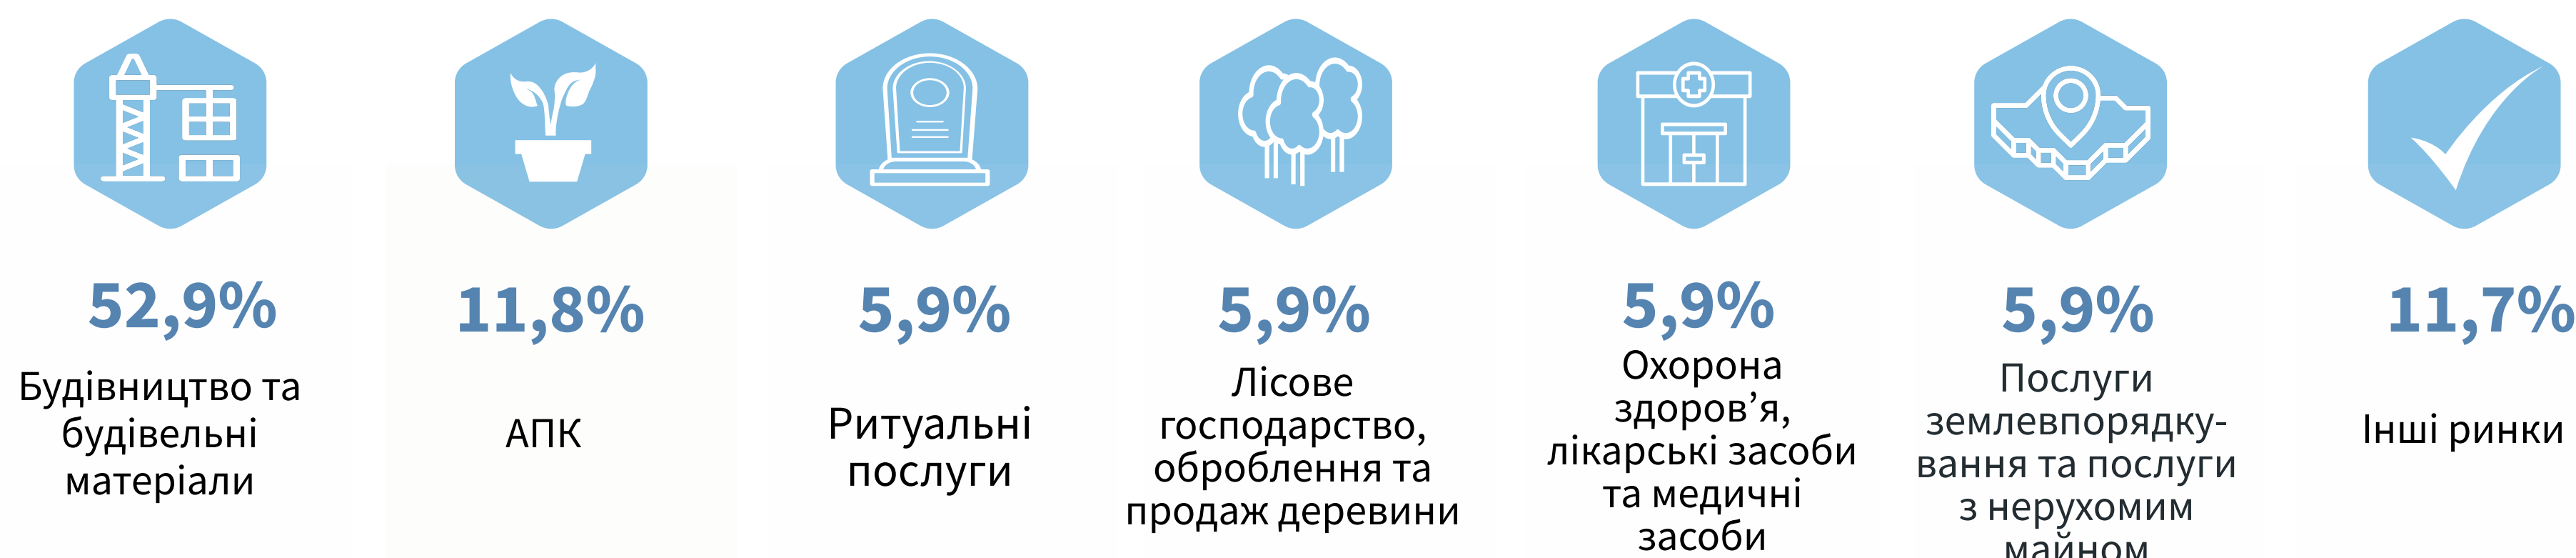 52,9%
Будівництво та
будівельні
матеріали
11,8%
АПК
5,9%
Ритуальні
послуги
5,9%
Лісове
господарство,
оброблення та
продаж деревини
5,9%
Охорона
здоров’я,
лікарські засоби
та медичні
засоби
5,9%
Послуги
землевпорядку-
вання та послуги
з нерухомим
майном
11,7%
Інші ринки